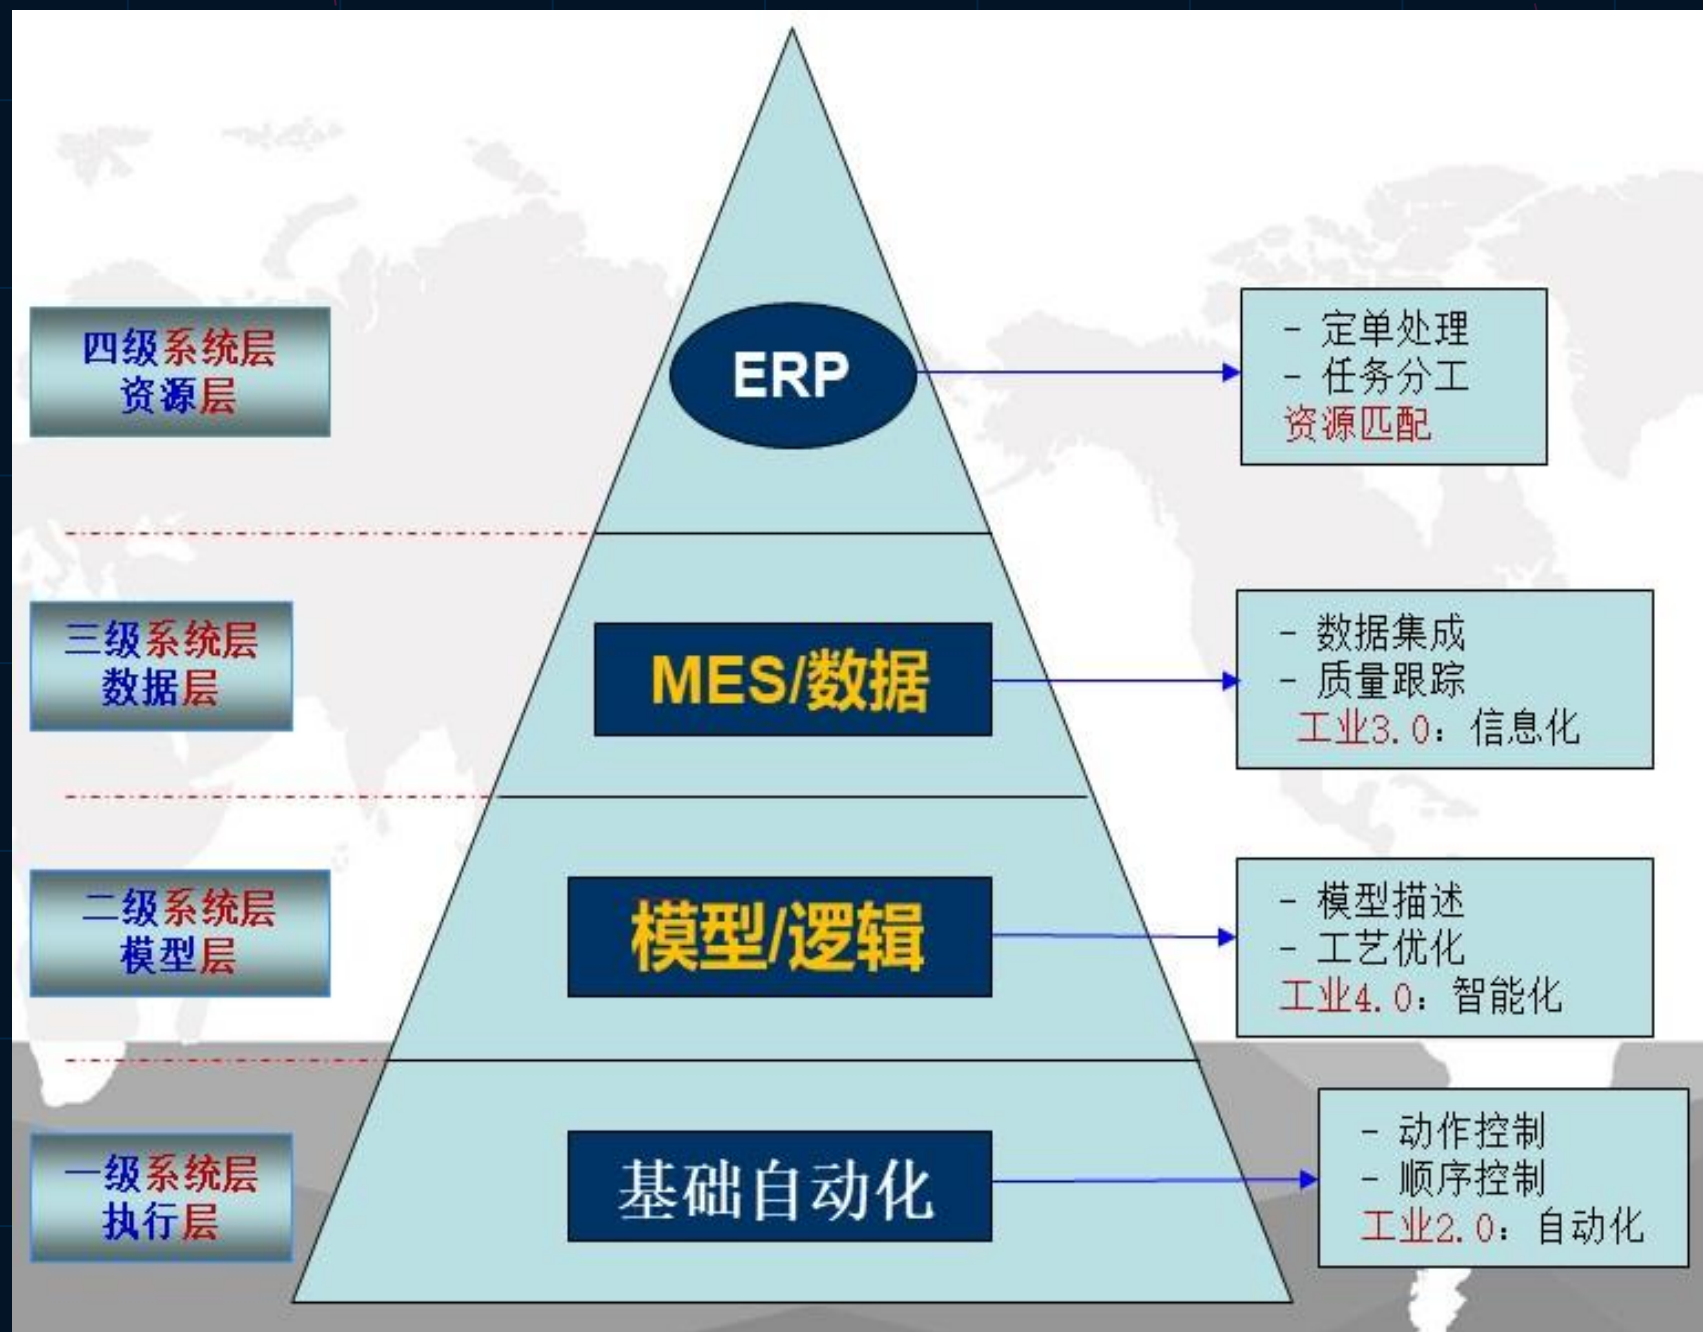 四级系统层
资源层
ERP
- 定单处理
- 任务分工
资源匹配
三级系统层
数据层
MES/数据
- 数据集成
- 质量跟踪
工业3.0：信息化
二级系统层
模型层
模型/逻辑
- 模型描述
- 工艺优化
工业4.0：智能化
一级系统层
执行层
基础自动化
- 动作控制
- 顺序控制
工业2.0：自动化